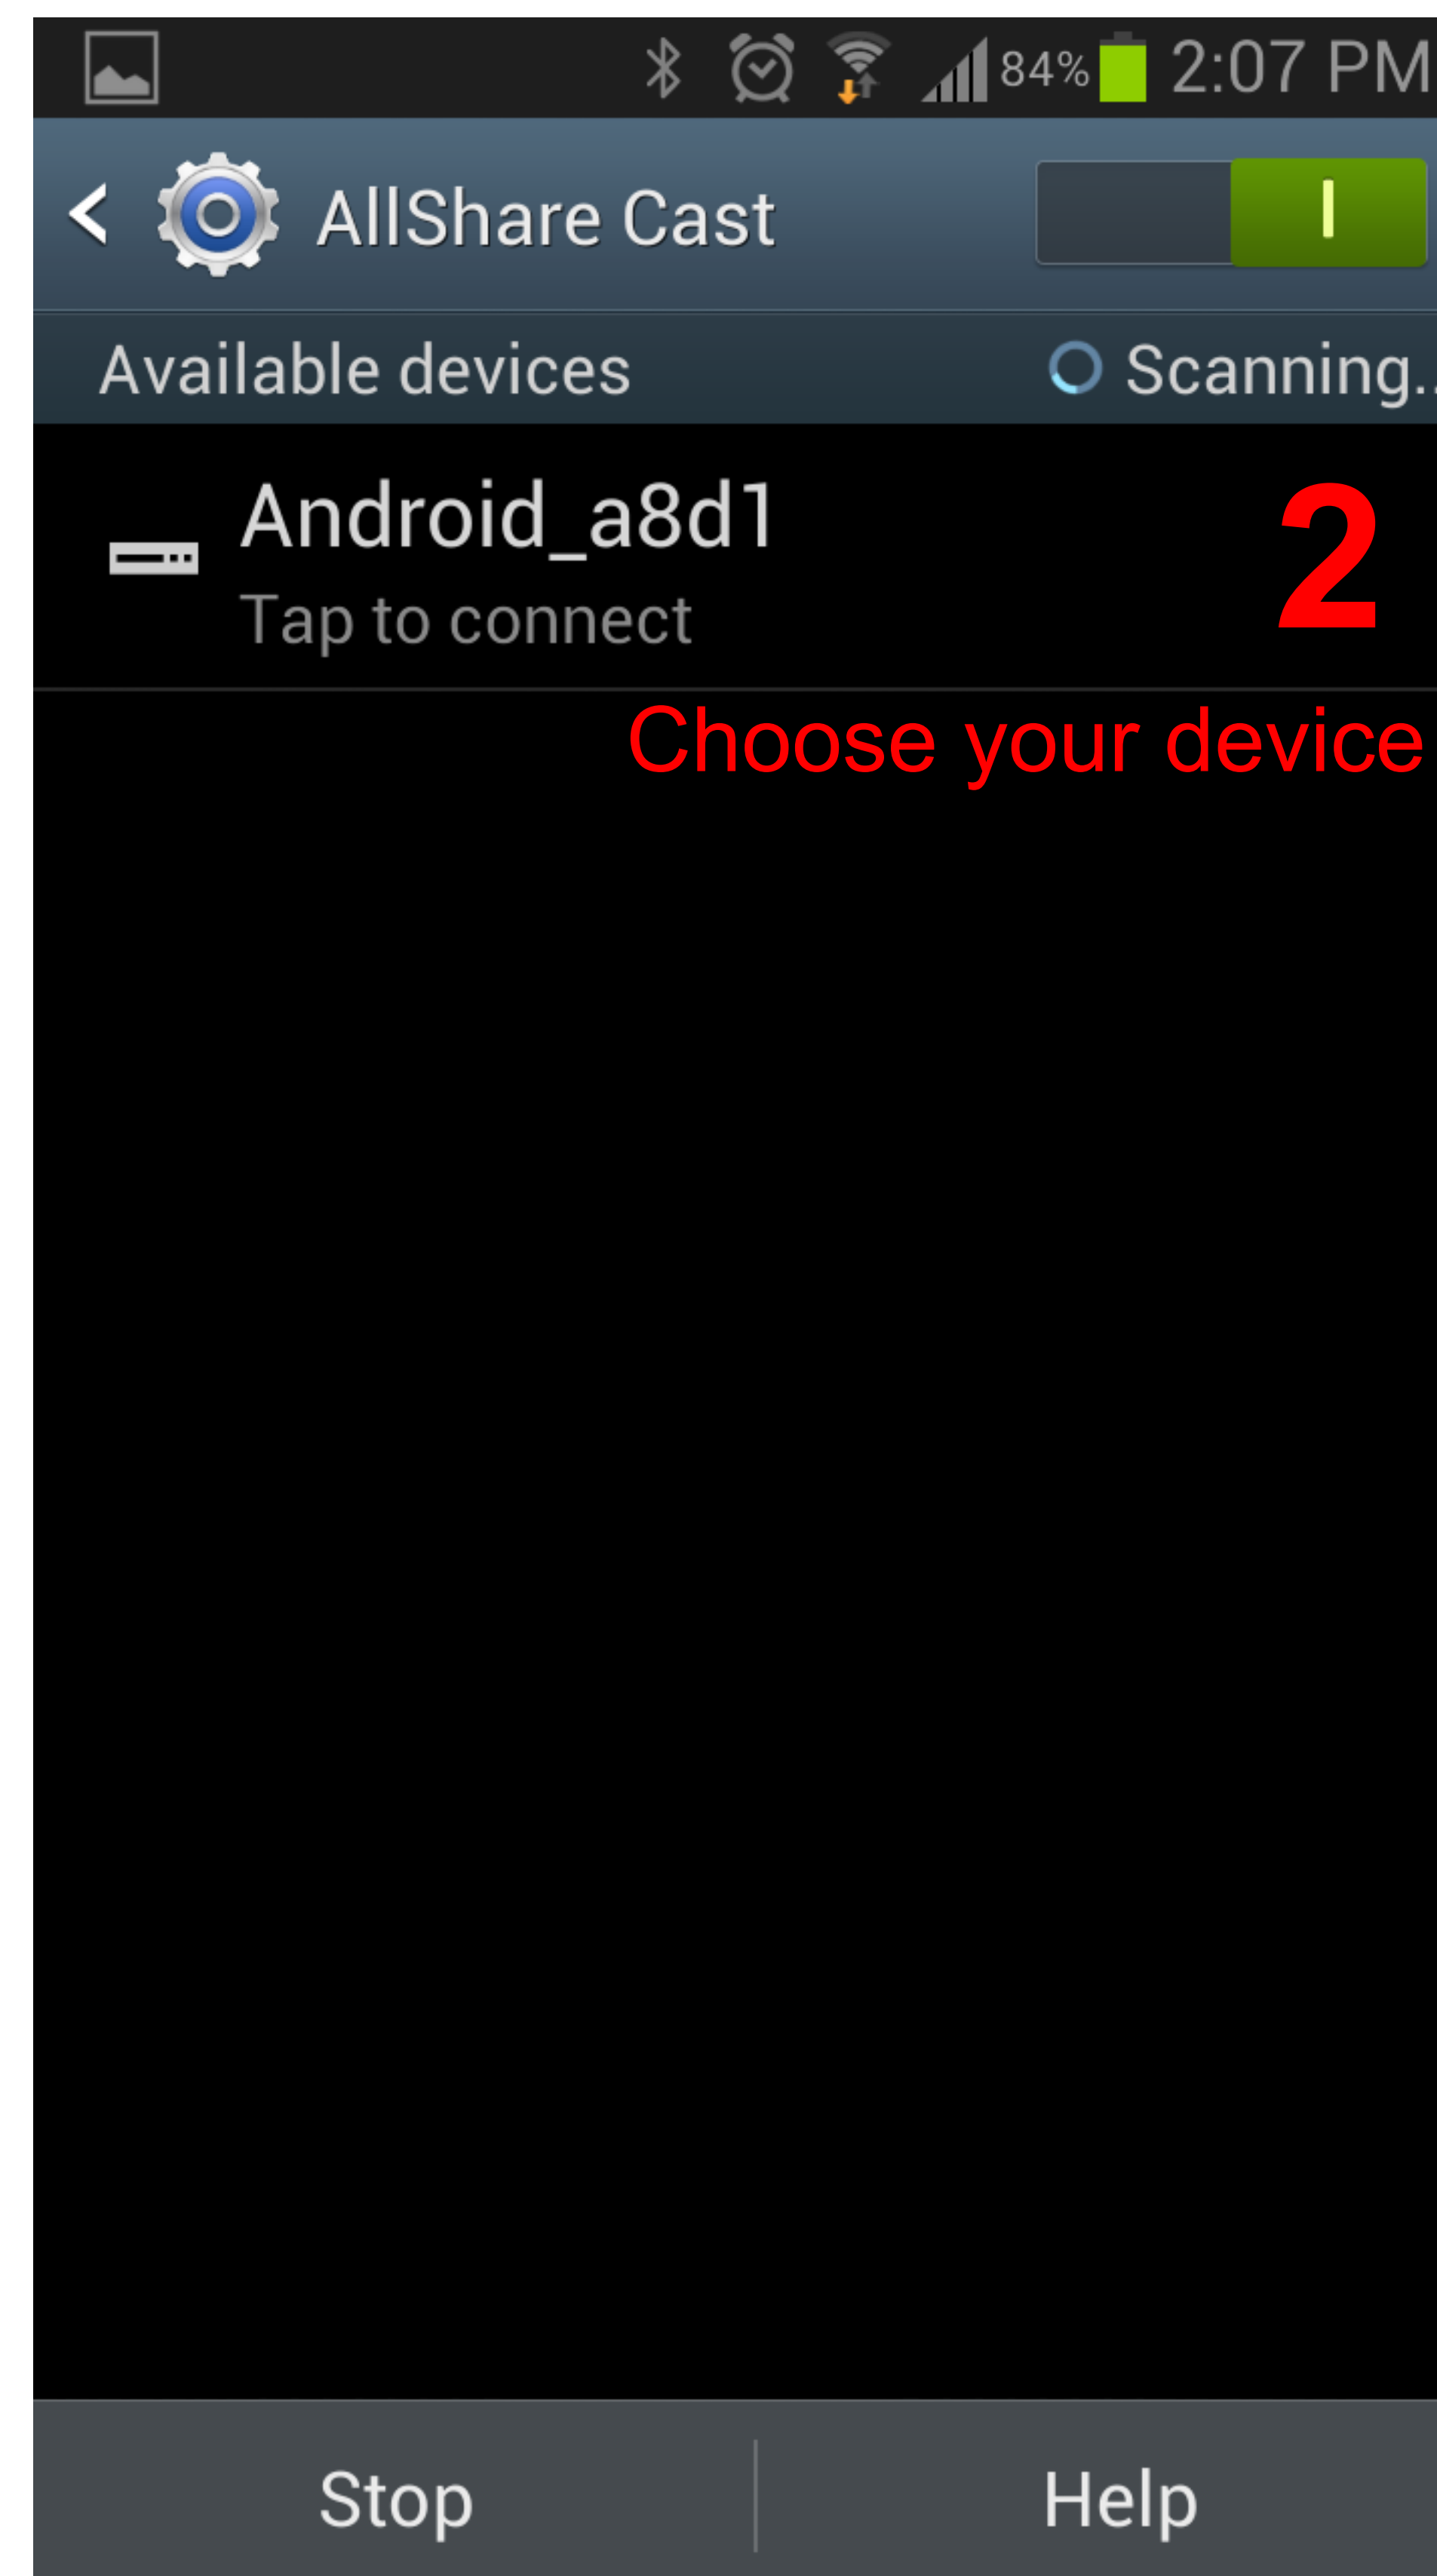 84% 2:07 PM
AllShare Cast
Available devices Scanning..
Android_a8d1
2
Tap to connect
Choose your device
Stop Help